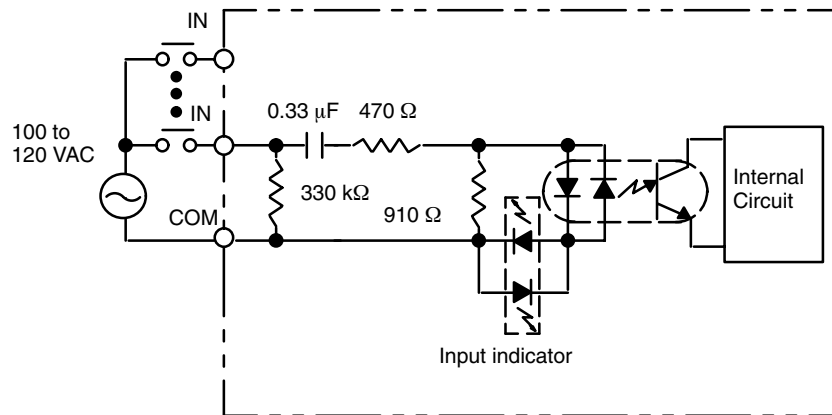 IN
0.33 μF
470 Ω
IN
100 to
120 VAC
330 kΩ
COM
910 Ω
Internal
Circuit
Input indicator